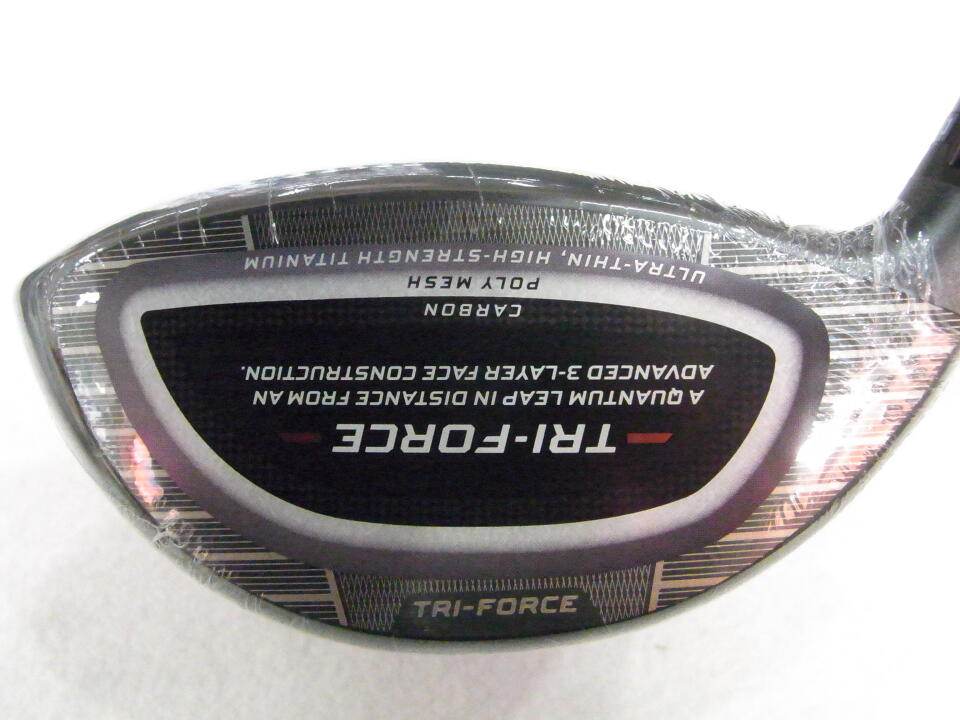 TRI-FORCE
A QUANTUM LEAP IN DISTANCE FROM AN
ADVANCED 3-LAYER FACE CONSTRUCTION.
CARBON
POLY MESH
ULTRA-THIN, HIGH-STRENGTH TITANIUM
TRI-FORCE